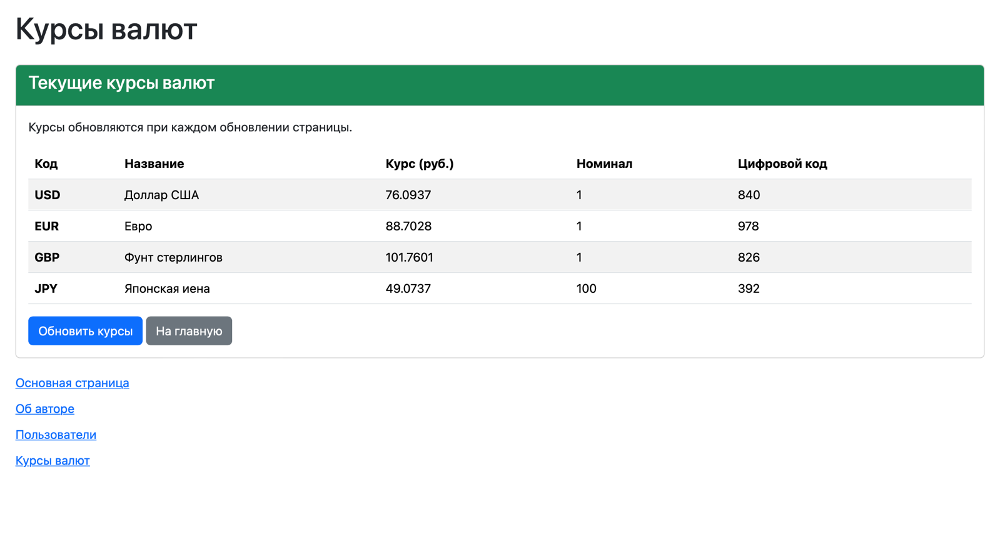 Курсы валют
Текущие курсы валют
Курсы обновляются при каждом обновлении страницы.
Код Название Курс (руб.) Номинал Цифровой код
USD Доллар США 76.0937 1 840
EUR Евро 88.7028 1 978
GBP Фунт стерлингов 101.7601 1 826
JPY Японская иена 49.0737 100 392
Обновить курсы На главную
Основная страница
Об авторе
Пользователи
Курсы валют